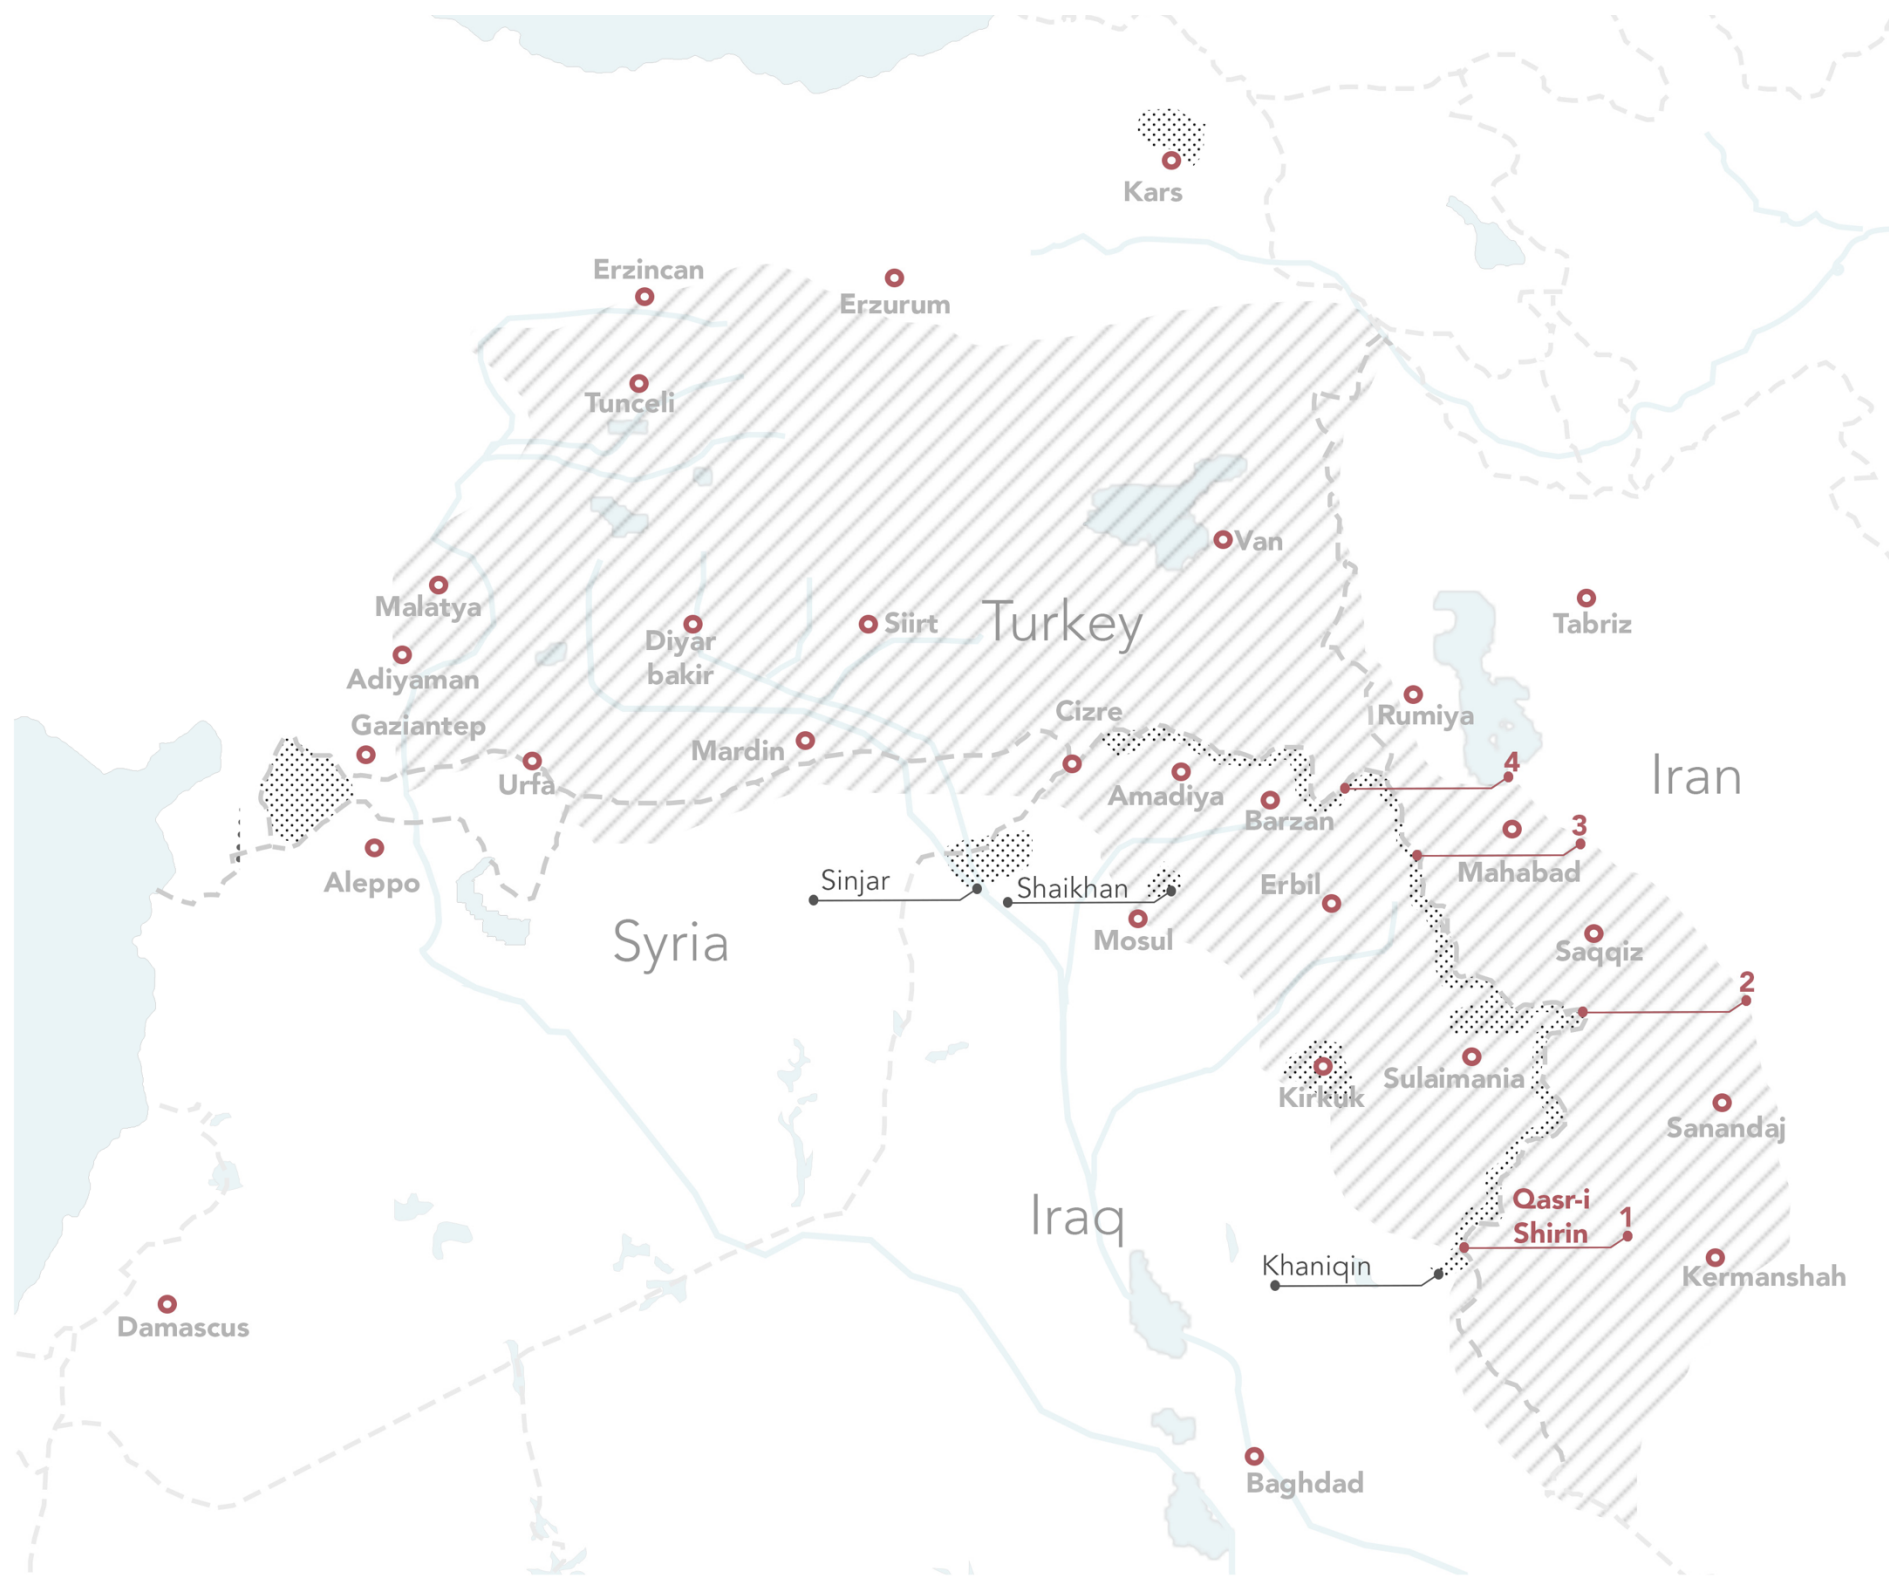 Kars
Erzincan
Erzurum
Tunceli
Van
Malatya
Diyar
bakir
Siirt
Turkey
Tabriz
Adiyaman
Gaziantep
Cizre
Rumiya
Mardin
Urfa
4
Iran
Amadiya
Barzan
3
Aleppo
Sinjar
Shaikhan
Erbil
Mahabad
Syria
Mosul
Saqqiz
2
Kirkuk
Sulaimania
Sanandaj
Iraq
Qasr-i
Shirin
1
Khaniqin
Kermanshah
Damascus
Baghdad